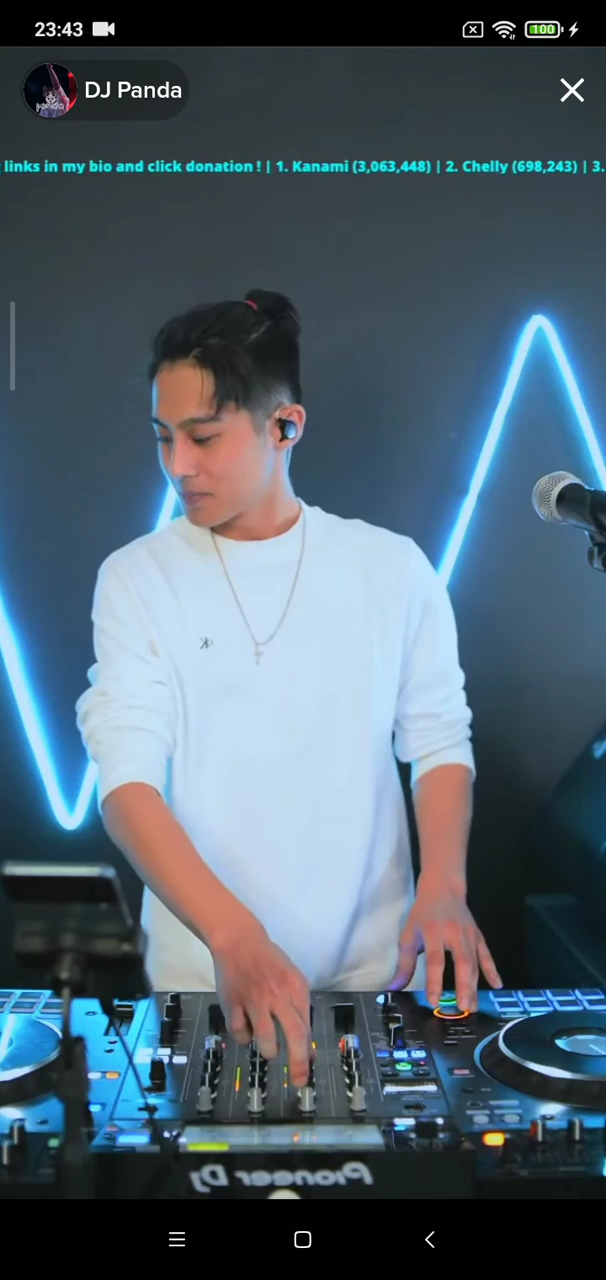 23:43
100
DJ Panda
links in my bio and click donation ! | 1. Kanami (3,063,448) | 2. Chelly (698,243) | 3.
Pioneer Dj